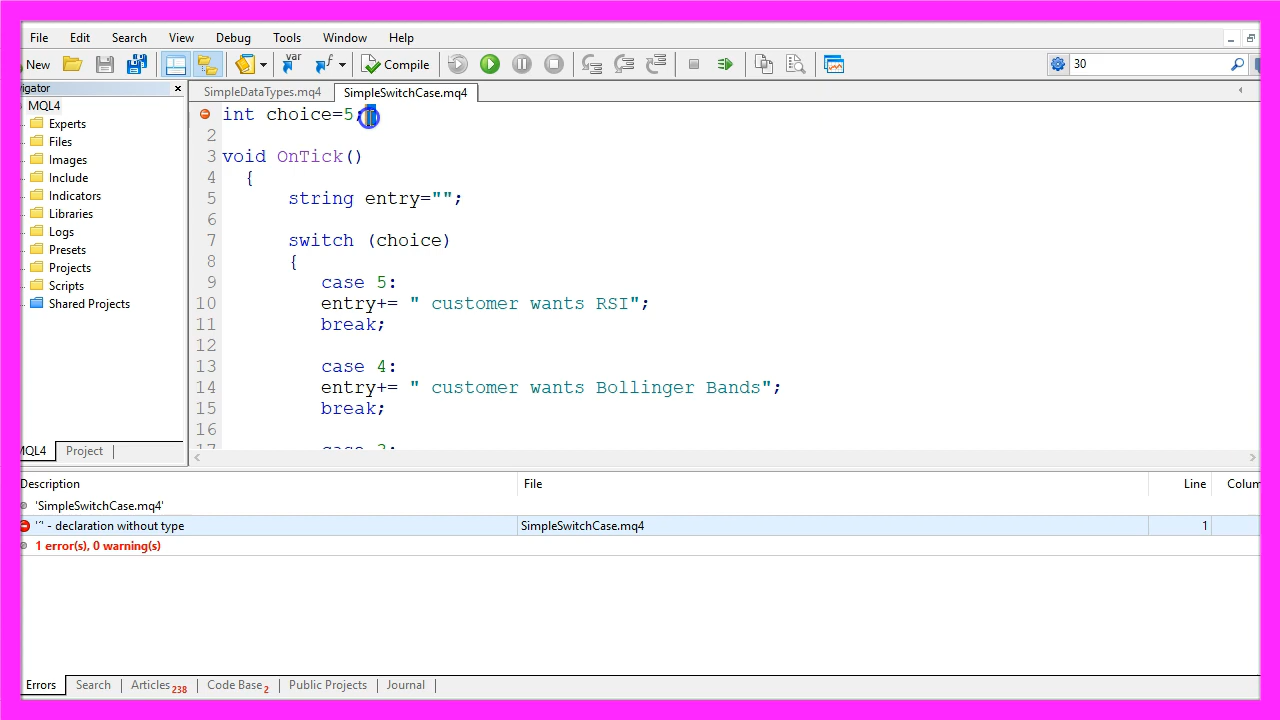 File Edit Search View Debug Tools Window Help
New Compile 30
MQL4
SimpleDataTypes.mq4 SimpleSwitchCase.mq4
Experts
Files
Images
Include
Indicators
Libraries
Logs
Presets
Projects
Scripts
Shared Projects
MQL4 Project
int choice=5;
2
3 void OnTick()
4 {
5 string entry="";
6
7 switch (choice)
8 {
9 case 5:
10 entry+= " customer wants RSI";
11 break;
12
13 case 4:
14 entry+= " customer wants Bollinger Bands";
15 break;
16
Description File Line
'SimpleSwitchCase.mq4'
'´' - declaration without type SimpleSwitchCase.mq4 1
1 error(s), 0 warning(s)
Errors Search Articles 238 Code Base 2 Public Projects Journal